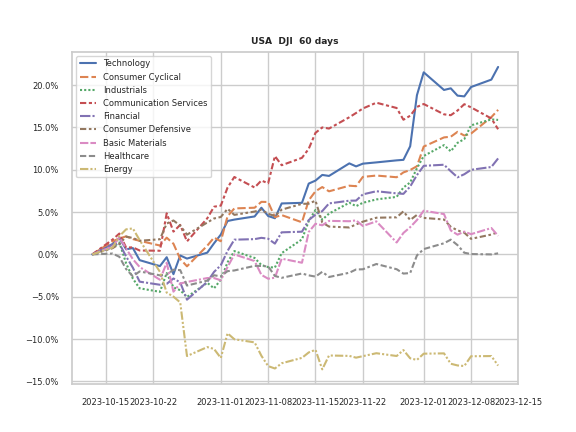 USA  DJI  60 days
Technology
Consumer Cyclical
Industrials
Communication Services
Financial
Consumer Defensive
Basic Materials
Healthcare
Energy
20.0%
15.0%
10.0%
5.0%
0.0%
−5.0%
−10.0%
−15.0%
2023-10-15 2023-10-22 2023-11-01 2023-11-08 2023-11-15 2023-11-22 2023-12-01 2023-12-08 2023-12-15